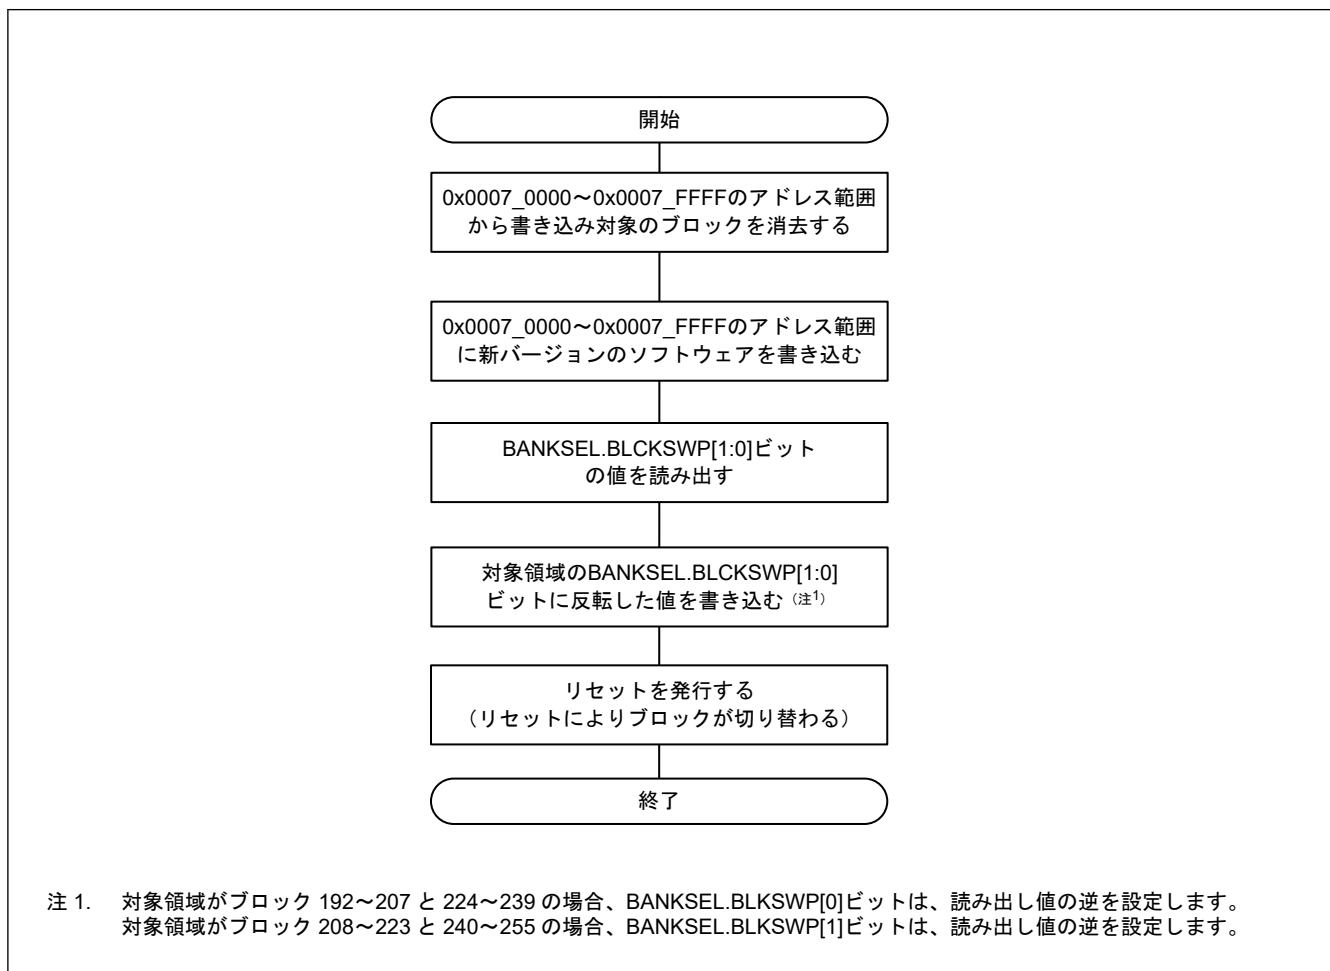 開始
0x0007_0000～0x0007_FFFFのアドレス範囲
から書き込み対象のブロックを消去する
0x0007_0000～0x0007_FFFFのアドレス範囲
に新バージョンのソフトウェアを書き込む
BANKSEL.BLCKSWP[1:0]ビット
の値を読み出す
対象領域のBANKSEL.BLCKSWP[1:0]
ビットに反転した値を書き込む（注1）
リセットを発行する
（リセットによりブロックが切り替わる）
終了
注 1. 対象領域がブロック 192～207 と 224～239 の場合、BANKSEL.BLKSWP[0]ビットは、読み出し値の逆を設定します。
対象領域がブロック 208～223 と 240～255 の場合、BANKSEL.BLKSWP[1]ビットは、読み出し値の逆を設定します。